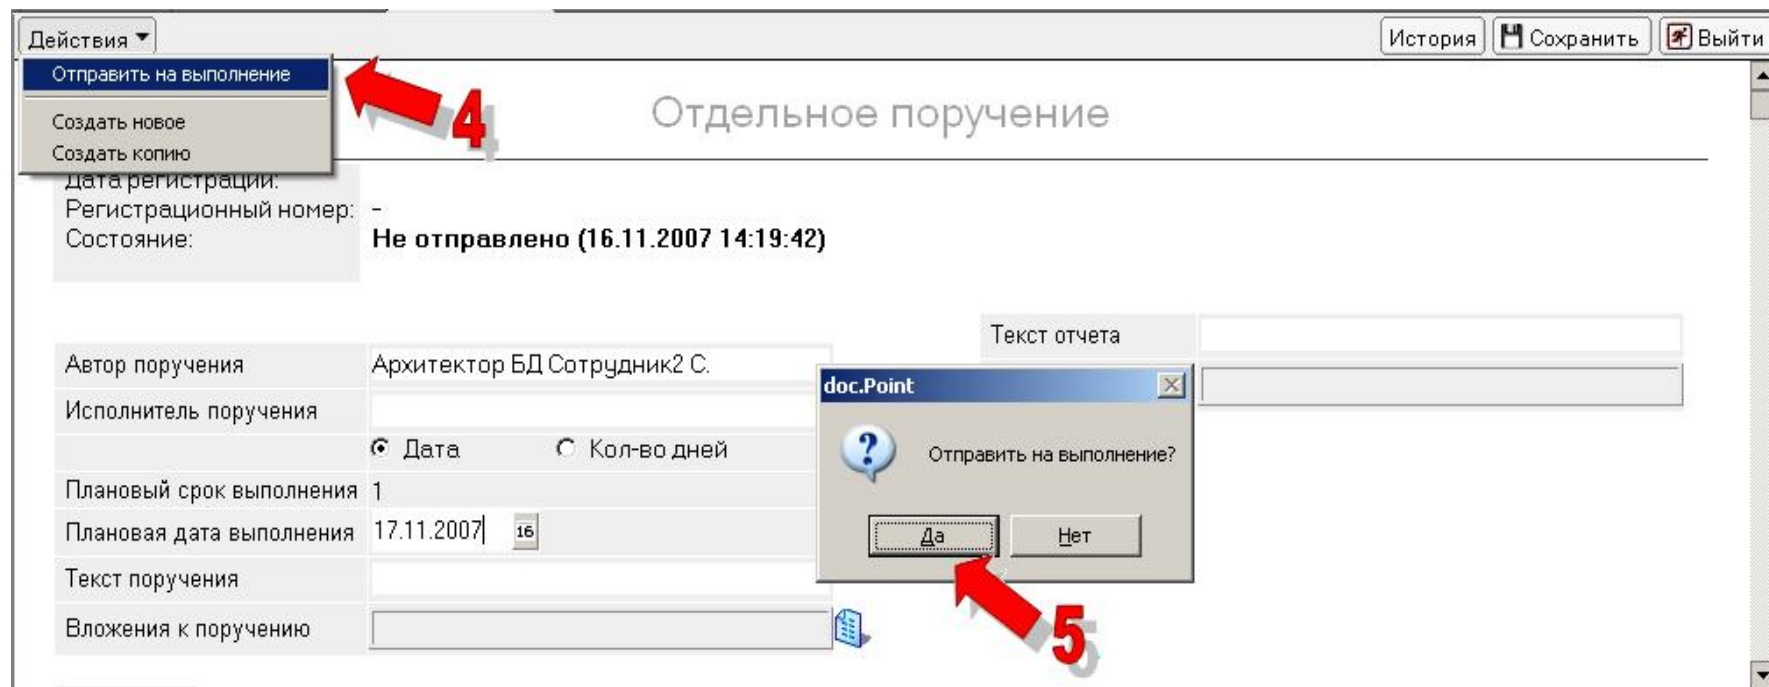 Действия
История
Сохранить
Выйти
Отправить на выполнение
Создать новое
Создать копию
4
Отдельное поручение
Дата регистрации:
Регистрационный номер: -
Состояние: Не отправлено (16.11.2007 14:19:42)
Текст отчета
Автор поручения Архитектор БД Сотрудник2 С.
Исполнитель поручения
Дата Кол-во дней
Плановый срок выполнения 1
Плановая дата выполнения 17.11.2007 16
Текст поручения
Вложения к поручению
doc.Point
Отправить на выполнение?
Да Нет
5